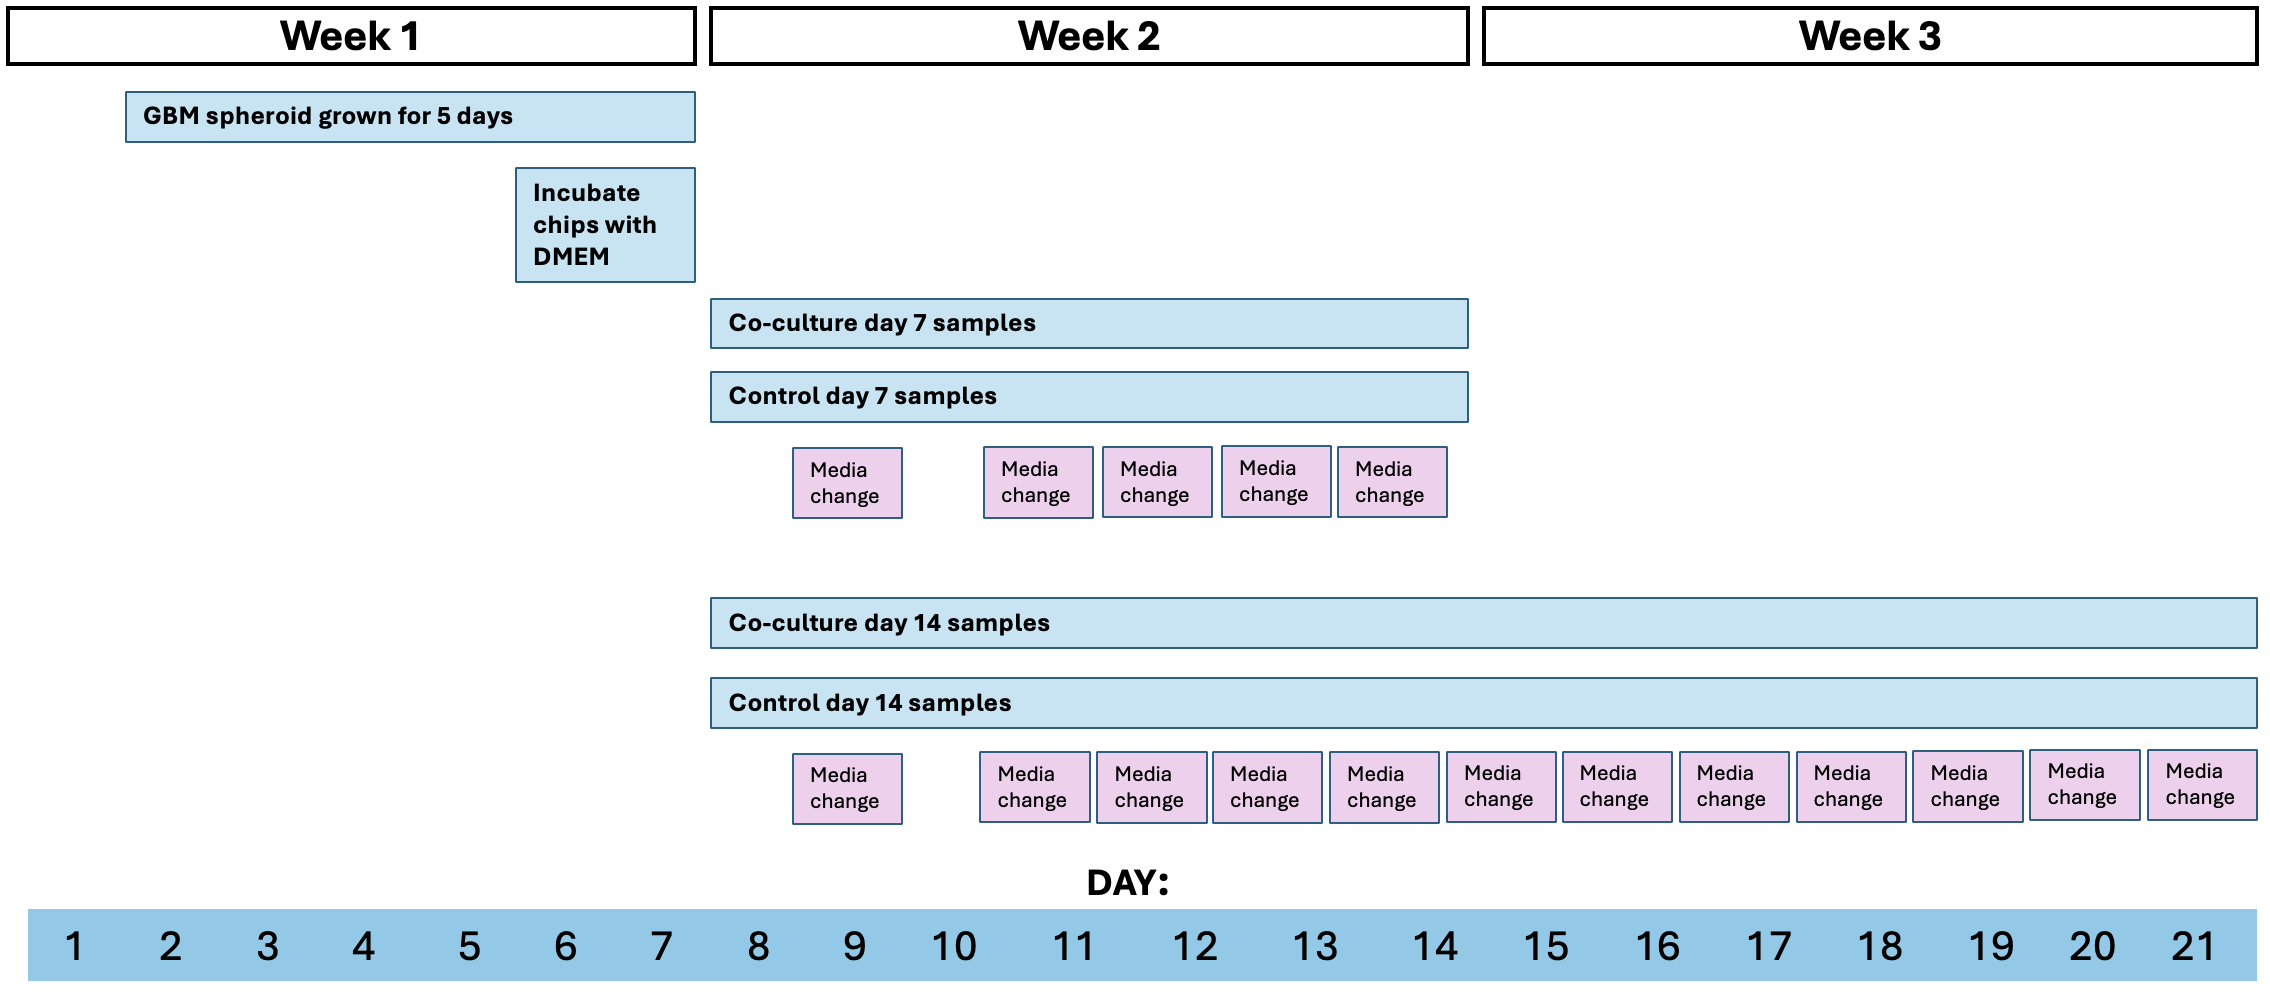 Week 1
Week 2
Week 3
GBM spheroid grown for 5 days
Incubate
chips with
DMEM
Co-culture day 7 samples
Control day 7 samples
Media
change
Media
change
Media
change
Media
change
Media
change
Co-culture day 14 samples
Control day 14 samples
Media
change
Media
change
Media
change
Media
change
Media
change
Media
change
Media
change
Media
change
Media
change
Media
change
Media
change
Media
change
DAY:
1 2 3 4 5 6 7 8 9 10 11 12 13 14 15 16 17 18 19 20 21